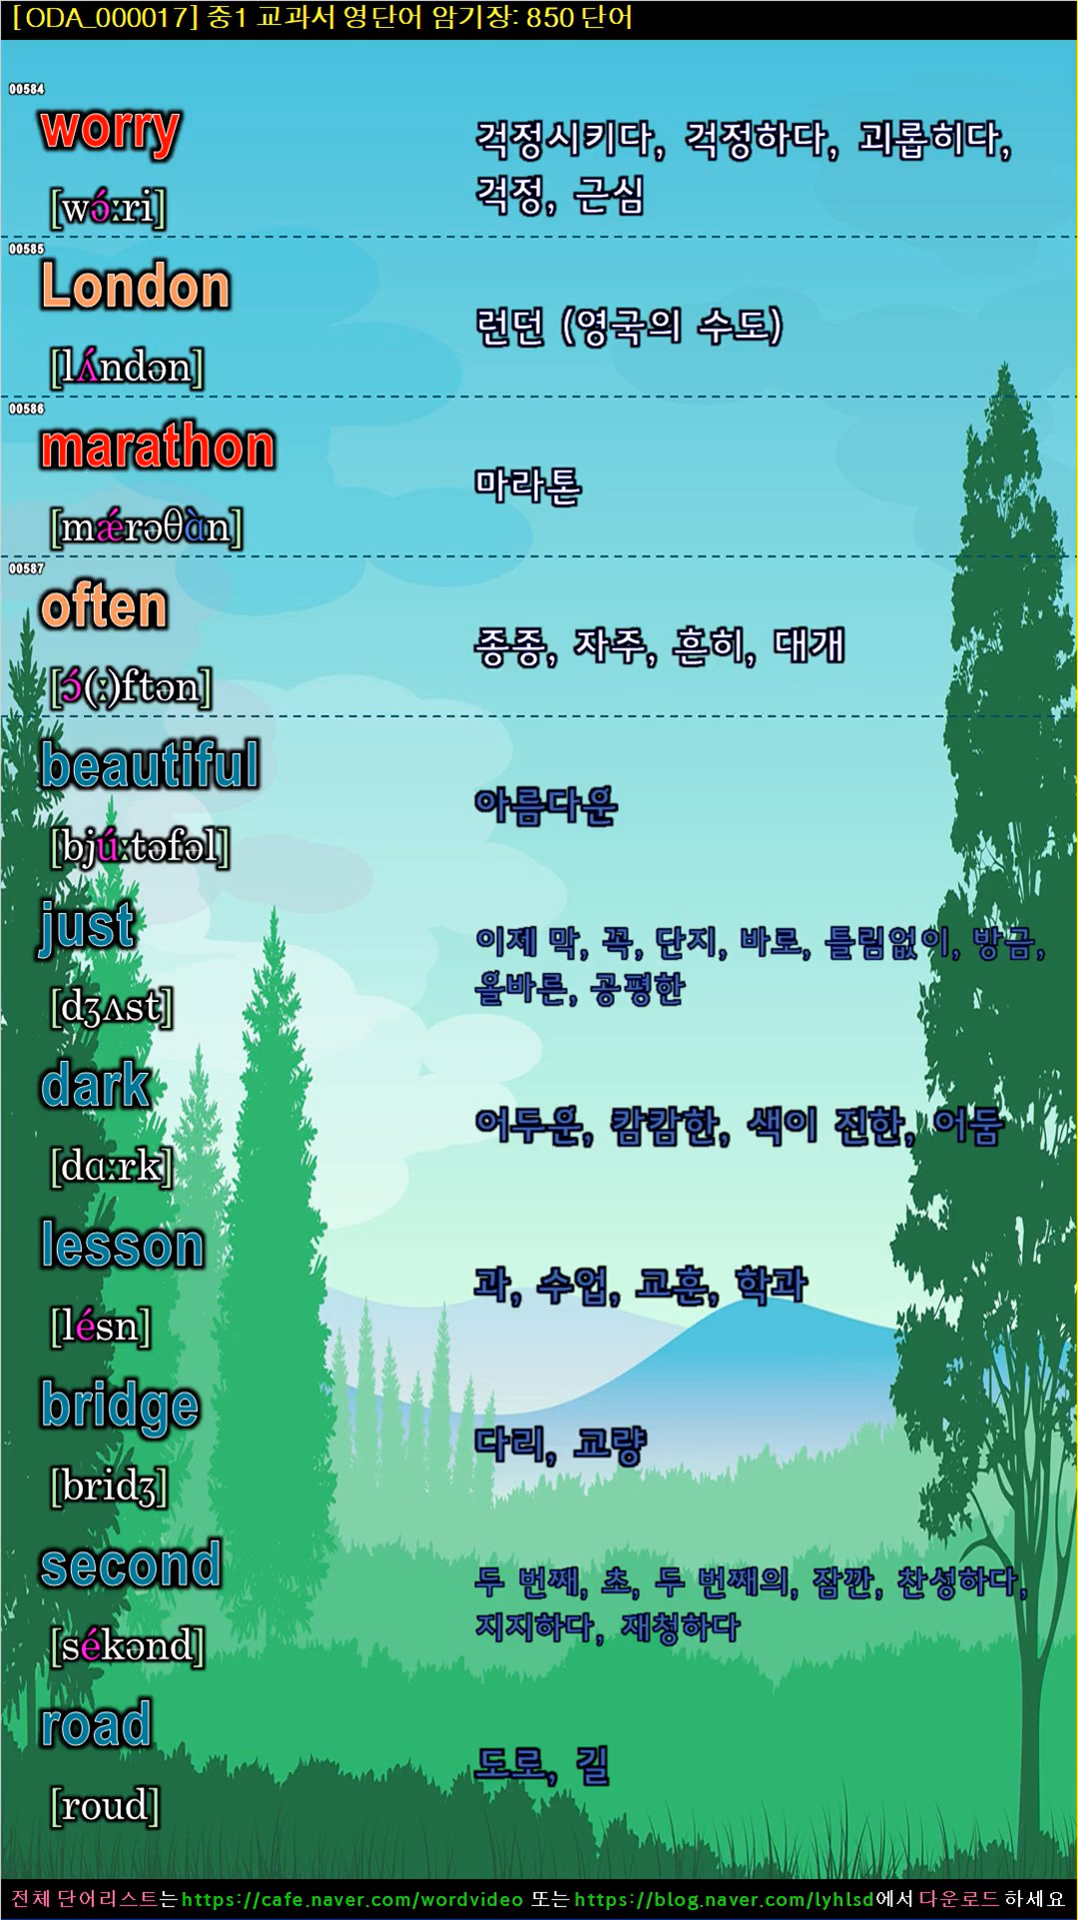 [ODA_000017] 중1 교과서 영단어 암기장: 850 단어
00584
worry
걱정시키다, 걱정하다, 괴롭히다,
걱정, 근심
[wə́ːri]
00585
London
런던 (영국의 수도)
[lʌ́ndən]
00586
marathon
마라톤
[mǽrəθɑ̀n]
00587
often
종종, 자주, 흔히, 대개
[ɔ́(ː)ftən]
beautiful
아름다운
[bjúːtəfəl]
just
이제 막, 꼭, 단지, 바로, 틀림없이, 방금,
올바른, 공평한
[dʒʌst]
dark
어두운, 캄캄한, 색이 진한, 어둠
[dɑːrk]
lesson
과, 수업, 교훈, 학과
[lésn]
bridge
다리, 교량
[bridʒ]
second
두 번째, 초, 두 번째의, 잠깐, 찬성하다,
지지하다, 재청하다
[sékənd]
road
도로, 길
[roud]
전체 단어리스트는 https://cafe.naver.com/wordvideo 또는 https://blog.naver.com/lyhlsd에서 다운로드 하세요